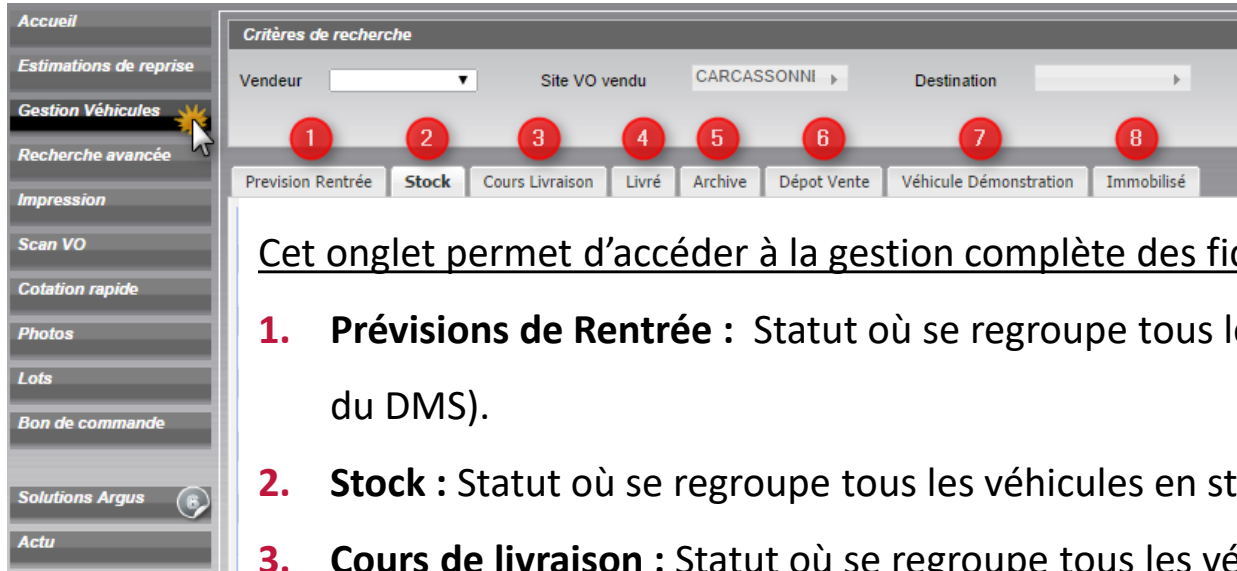 Accueil
Estimations de reprise
Gestion Véhicules
Recherche avancée
Impression
Scan VO
Cotation rapide
Photos
Lots
Bon de commande
Solutions Argus
Actu
Critères de recherche
Vendeur Site VO vendu CARCASSONNE Destination
1 2 3 4 5 6 7 8
Prevision Rentrée Stock Cours Livraison Livré Archive Dépot Vente Véhicule Démonstration Immobilisé
Cet onglet permet d’accéder à la gestion complète des
1. Prévisions de Rentrée : Statut où se regroupe tous
du DMS).
2. Stock : Statut où se regroupe tous les véhicules en
3. Cours de livraison : Statut où se regroupe tous les